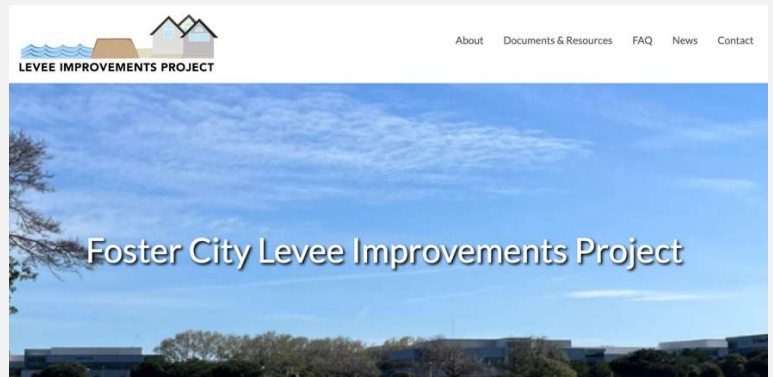 LEVEE IMPROVEMENTS PROJECT
About Documents & Resources FAQ News Contact
Foster City Levee Improvements Project